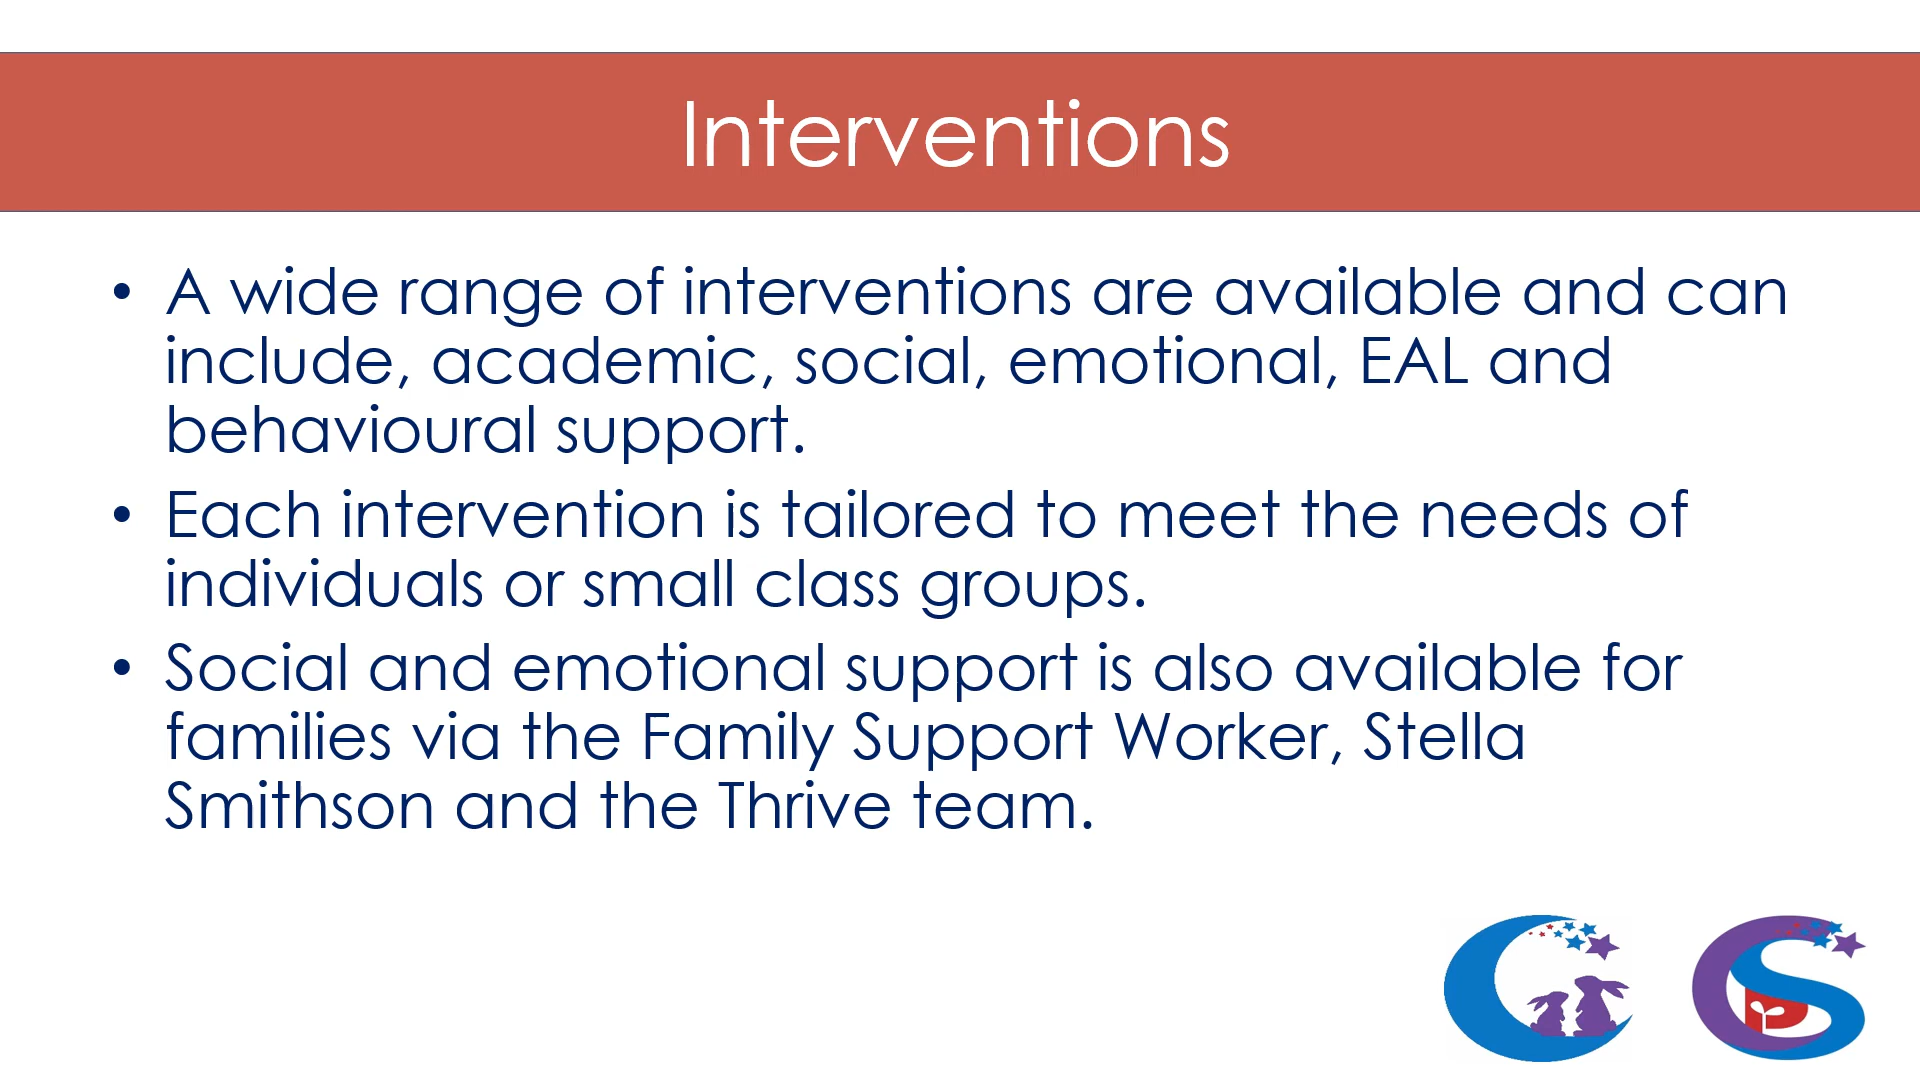 Interventions
• A wide range of interventions are available and can
include, academic, social, emotional, EAL and
behavioural support.
• Each intervention is tailored to meet the needs of
individuals or small class groups.
• Social and emotional support is also available for
families via the Family Support Worker, Stella
Smithson and the Thrive team.